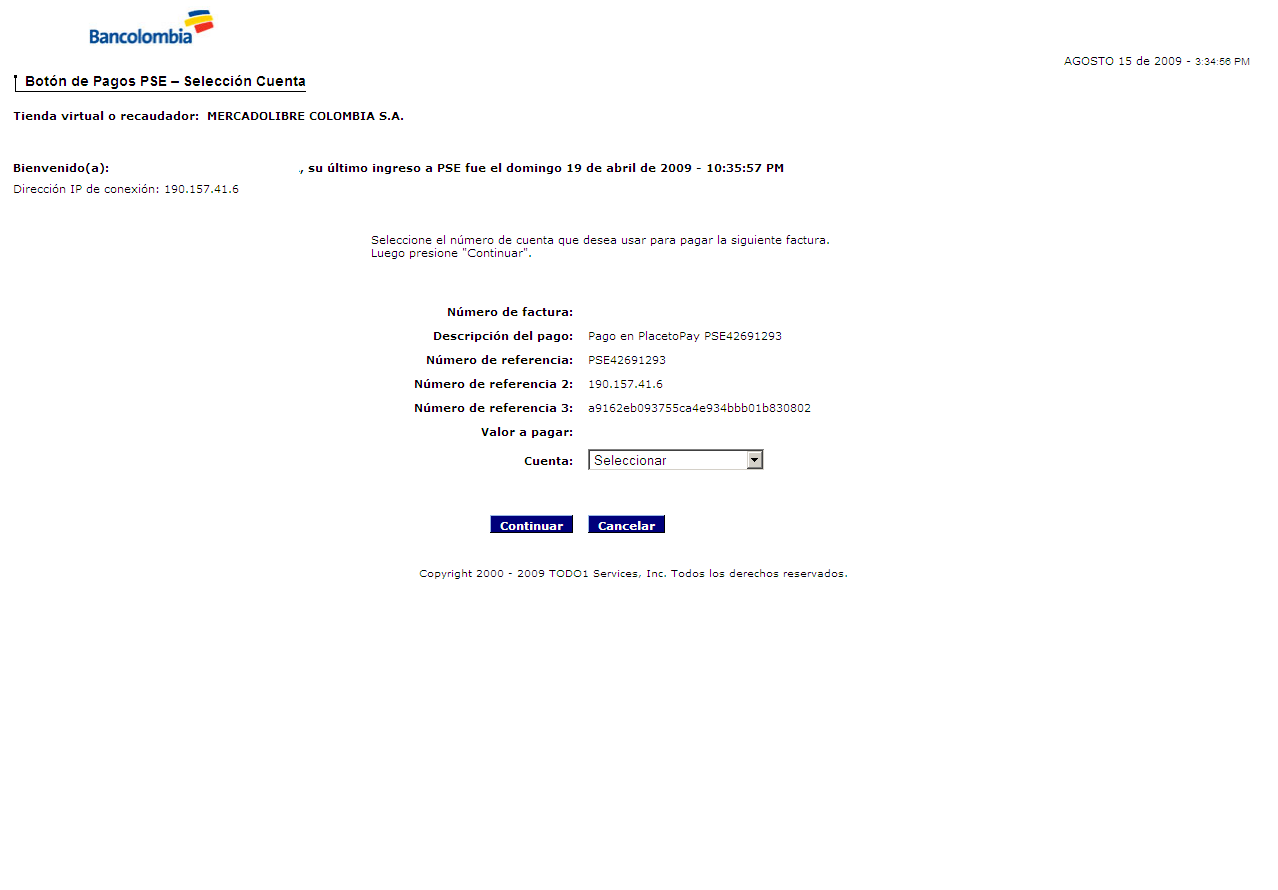 Bancolombia
AGOSTO 15 de 2009 - 3:34:56 PM
Botón de Pagos PSE – Selección Cuenta
Tienda virtual o recaudador: MERCADOLIBRE COLOMBIA S.A.
Bienvenido(a): ., su último ingreso a PSE fue el domingo 19 de abril de 2009 - 10:35:57 PM
Dirección IP de conexión: 190.157.41.6
Seleccione el número de cuenta que desea usar para pagar la siguiente factura.
Luego presione "Continuar".
Número de factura:
Descripción del pago: Pago en PlacetoPay PSE42691293
Número de referencia: PSE42691293
Número de referencia 2: 190.157.41.6
Número de referencia 3: a9162eb093755ca4e934bbb01b830802
Valor a pagar:
Cuenta: Seleccionar
Continuar Cancelar
Copyright 2000 - 2009 TODO1 Services, Inc. Todos los derechos reservados.